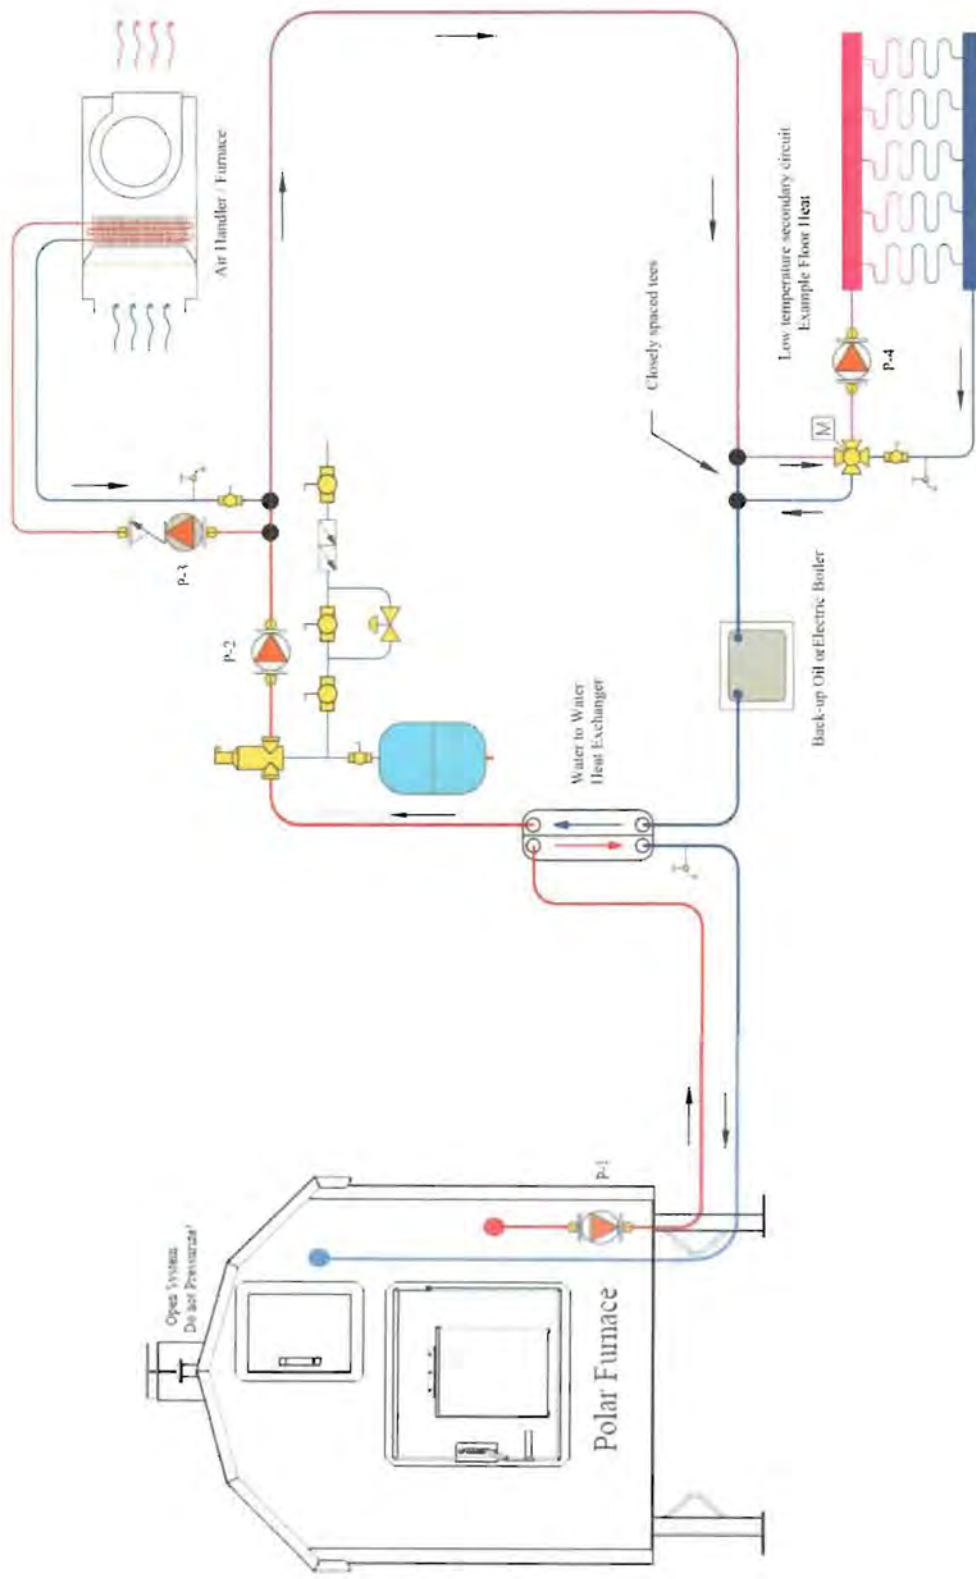 Open System
Do not Pressurize!
Polar Furnace
P-1
Water to Water
Heat Exchanger
P-2
P-3
Air Handler / Furnace
Back-up Oil or Electric Boiler
Closely spaced tees
Low temperature secondary circuit
Example Floor Heat
M
P-4